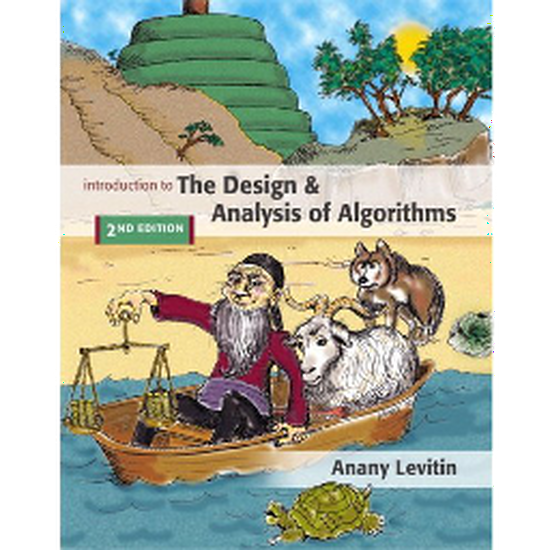 introduction to The Design &
Analysis of Algorithms
2ND EDITION
Anany Levitin